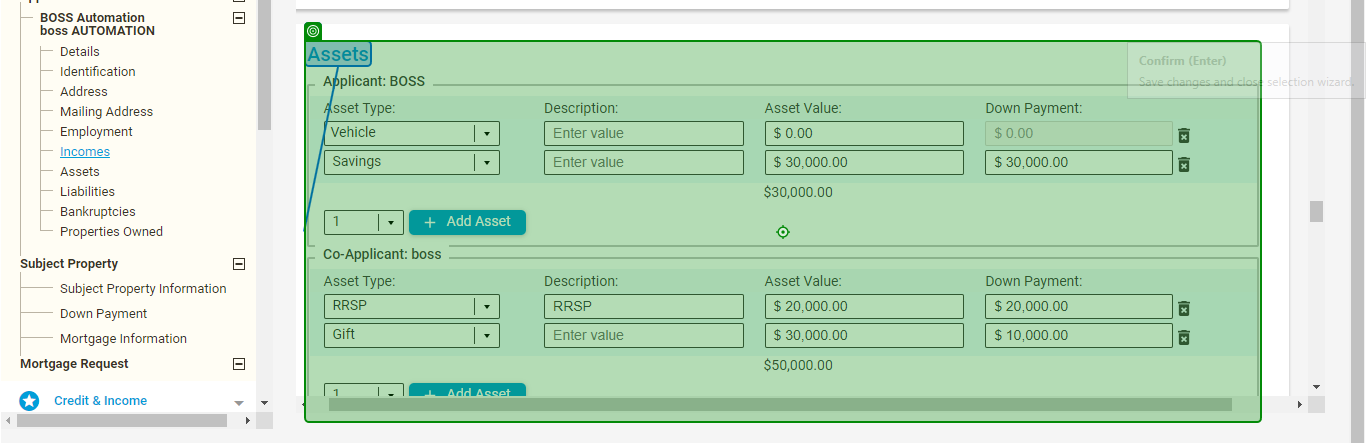 BOSS Automation
boss AUTOMATION
Details
Identification
Address
Mailing Address
Employment
Incomes
Assets
Liabilities
Bankruptcies
Properties Owned
Subject Property
Subject Property Information
Down Payment
Mortgage Information
Mortgage Request
Credit & Income
Assets
Confirm (Enter)
Save changes and close selection wizard.
Applicant: BOSS
Asset Type: Description: Asset Value: Down Payment:
Vehicle Enter value $ 0.00 $ 0.00
Savings Enter value $ 30,000.00 $ 30,000.00
$30,000.00
1 + Add Asset
Co-Applicant: boss
Asset Type: Description: Asset Value: Down Payment:
RRSP RRSP $ 20,000.00 $ 20,000.00
Gift Enter value $ 30,000.00 $ 10,000.00
$50,000.00
1 + Add Asset